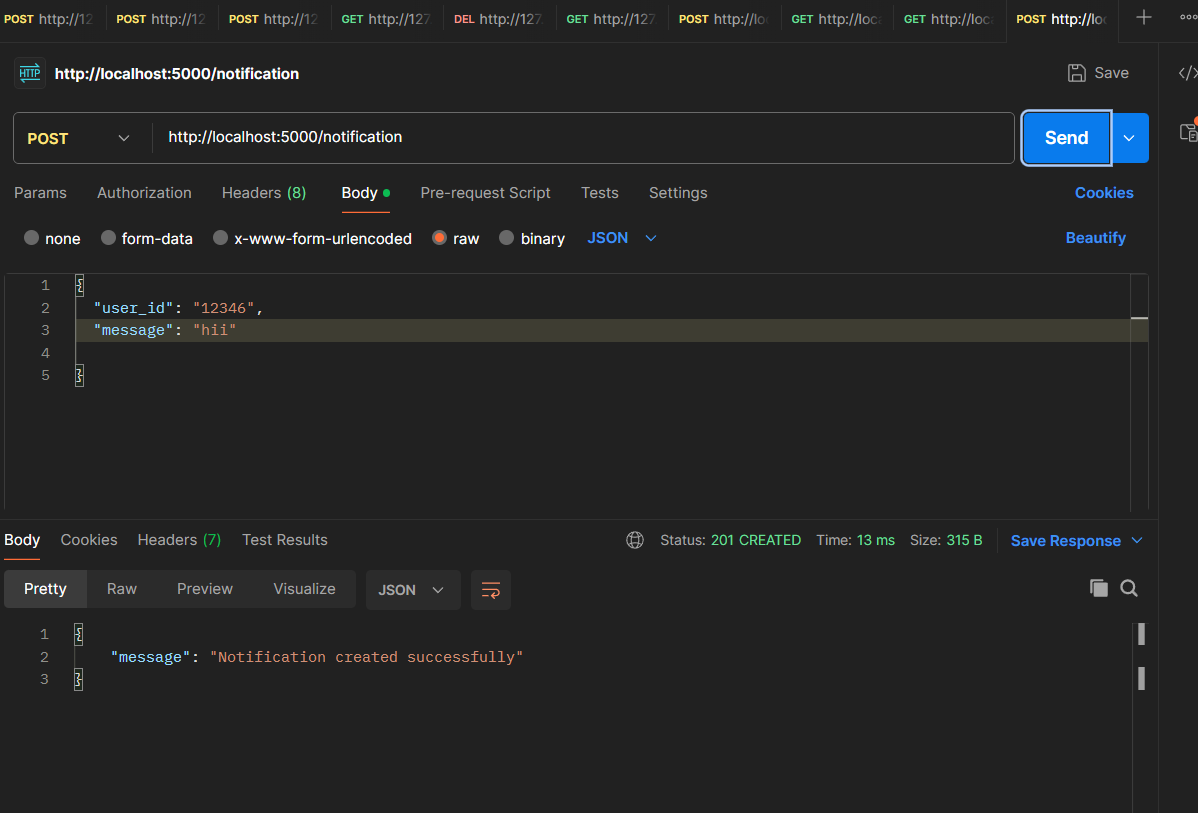 POST http://12 POST http://12 POST http://12 GET http://127 DEL http://127. GET http://127 POST http://loc GET http://loca GET http://loca POST http://loc
HTTP http://localhost:5000/notification Save
POST http://localhost:5000/notification Send
Params Authorization Headers (8) Body Pre-request Script Tests Settings Cookies
none form-data x-www-form-urlencoded raw binary JSON Beautify
1 {
2 "user_id": "12346",
3 "message": "hii"
4
5 }
Body Cookies Headers (7) Test Results Status: 201 CREATED Time: 13 ms Size: 315 B Save Response
Pretty Raw Preview Visualize JSON
1 {
2 "message": "Notification created successfully"
3 }